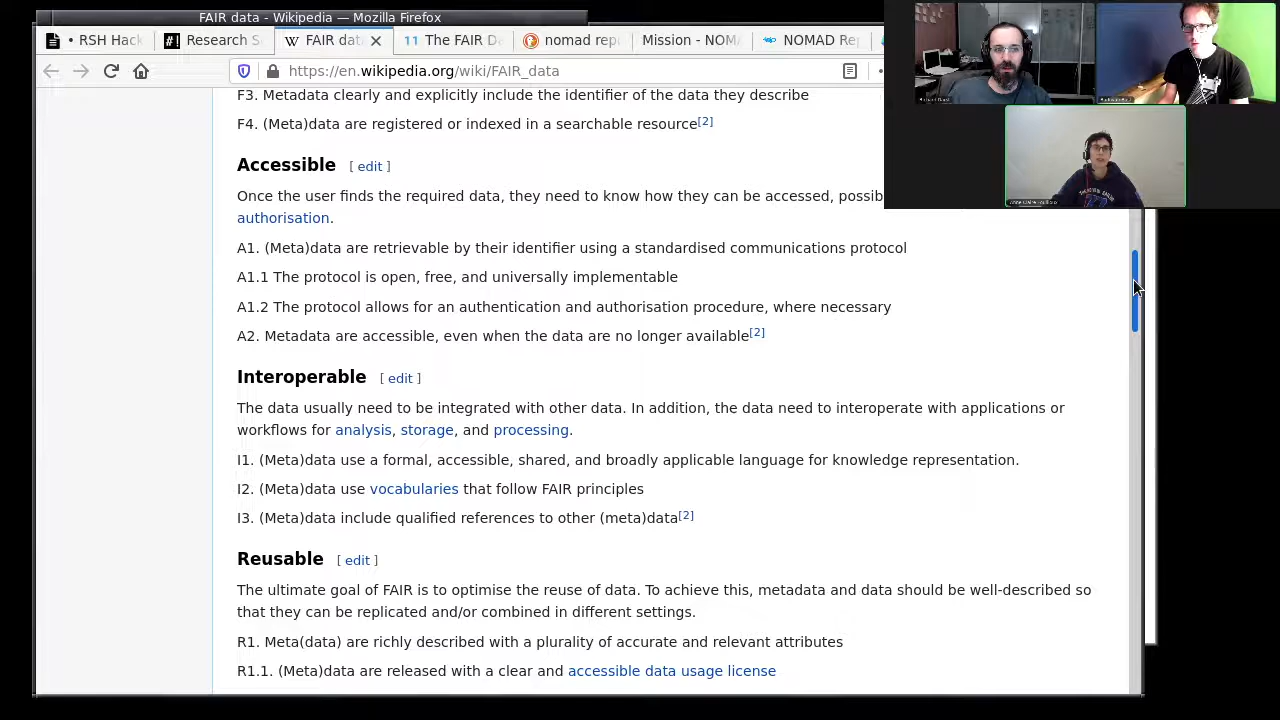 FAIR data - Wikipedia — Mozilla Firefox
• RSH Hack
Research S
FAIR data
The FAIR D
nomad rep
Mission - NOMA
NOMAD Rep
https://en.wikipedia.org/wiki/FAIR_data
F3. Metadata clearly and explicitly include the identifier of the data they describe
F4. (Meta)data are registered or indexed in a searchable resource[2]
Accessible [ edit ]
Once the user finds the required data, they need to know how they can be accessed, possib
authorisation.
A1. (Meta)data are retrievable by their identifier using a standardised communications protocol
A1.1 The protocol is open, free, and universally implementable
A1.2 The protocol allows for an authentication and authorisation procedure, where necessary
A2. Metadata are accessible, even when the data are no longer available[2]
Interoperable [ edit ]
The data usually need to be integrated with other data. In addition, the data need to interoperate with applications or
workflows for analysis, storage, and processing.
I1. (Meta)data use a formal, accessible, shared, and broadly applicable language for knowledge representation.
I2. (Meta)data use vocabularies that follow FAIR principles
I3. (Meta)data include qualified references to other (meta)data[2]
Reusable [ edit ]
The ultimate goal of FAIR is to optimise the reuse of data. To achieve this, metadata and data should be well-described so
that they can be replicated and/or combined in different settings.
R1. Meta(data) are richly described with a plurality of accurate and relevant attributes
R1.1. (Meta)data are released with a clear and accessible data usage license